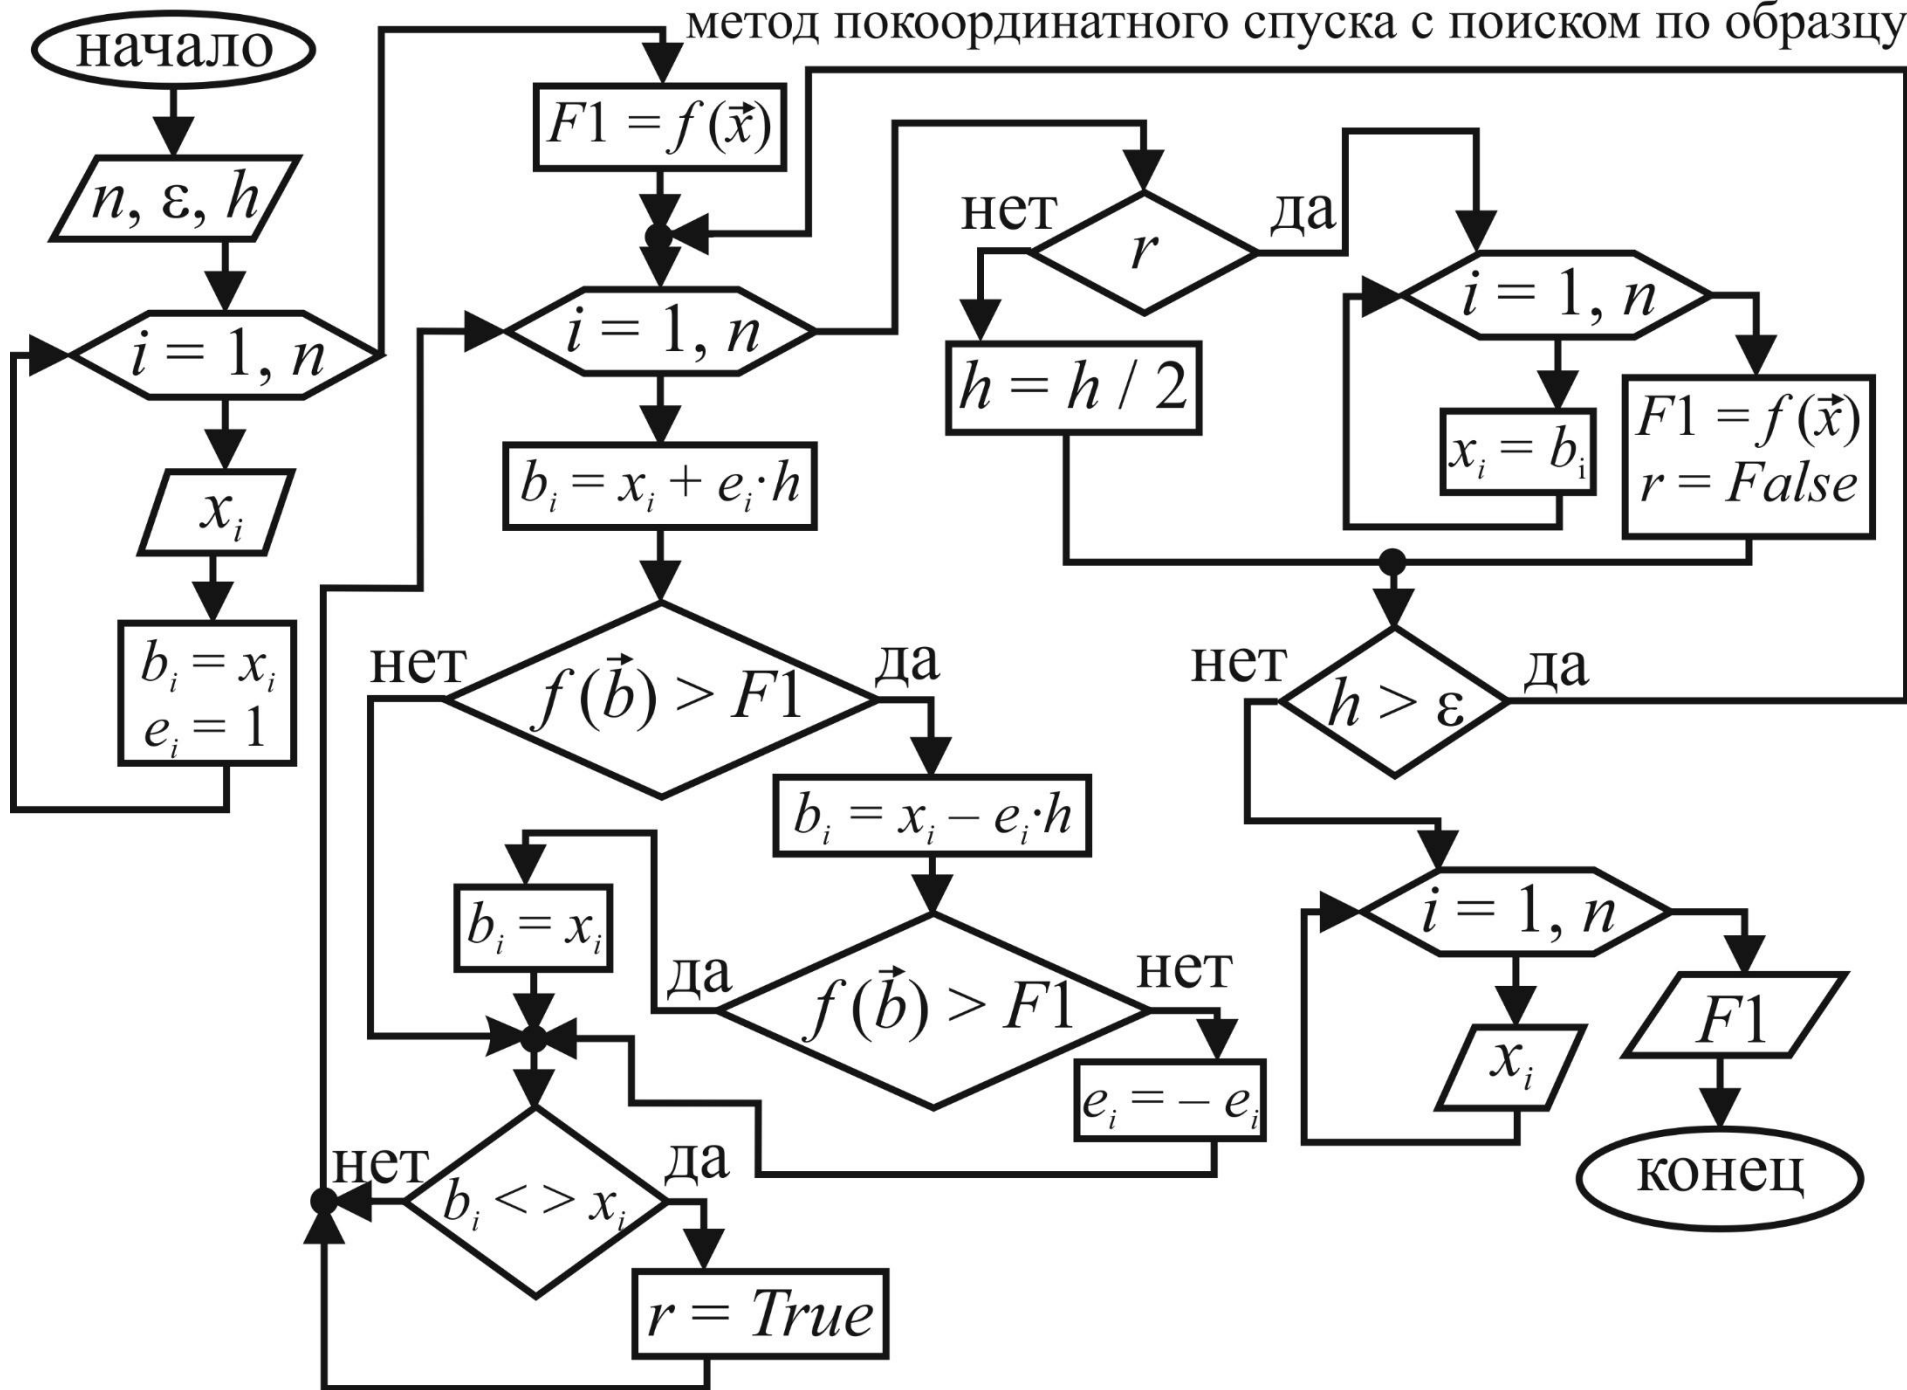 метод покоординатного спуска с поиском по образцу
начало
n, ε, h
i = 1, n
x_i
b_i = x_i
e_i = 1
F1 = f(x⃗)
i = 1, n
b_i = x_i + e_i·h
нет
f(b⃗) > F1
да
b_i = x_i – e_i·h
b_i = x_i
да
f(b⃗) > F1
нет
e_i = – e_i
нет
b_i < > x_i
да
r = True
нет
r
да
h = h / 2
i = 1, n
x_i = b_i
F1 = f(x⃗)
r = False
нет
h > ε
да
i = 1, n
x_i
F1
конец